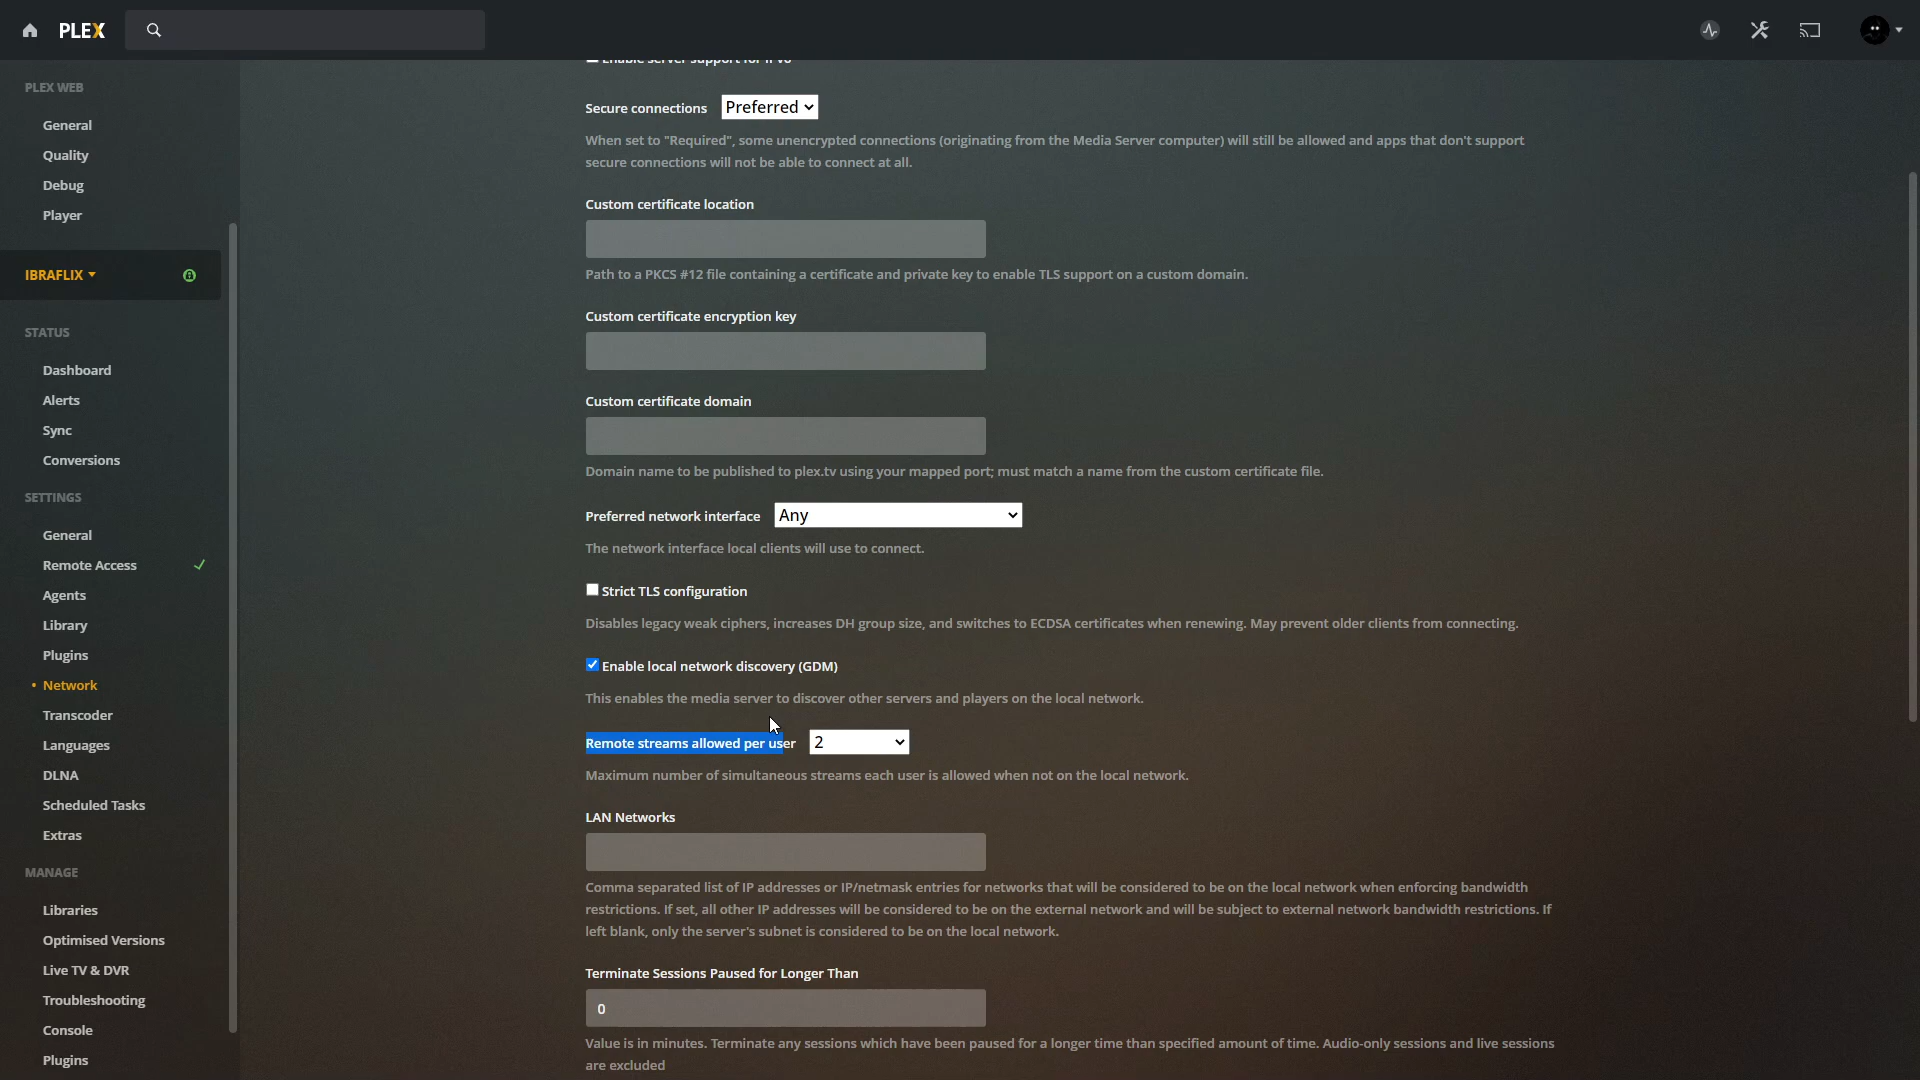 PLEX
PLEX WEB
General
Quality
Debug
Player
IBRAFLIX
STATUS
Dashboard
Alerts
Sync
Conversions
SETTINGS
General
Remote Access
Agents
Library
Plugins
Network
Transcoder
Languages
DLNA
Scheduled Tasks
Extras
MANAGE
Libraries
Optimised Versions
Live TV & DVR
Troubleshooting
Console
Plugins
Enable server support for IPv6
Secure connections Preferred
When set to "Required", some unencrypted connections (originating from the Media Server computer) will still be allowed and apps that don't support
secure connections will not be able to connect at all.
Custom certificate location
Path to a PKCS #12 file containing a certificate and private key to enable TLS support on a custom domain.
Custom certificate encryption key
Custom certificate domain
Domain name to be published to plex.tv using your mapped port; must match a name from the custom certificate file.
Preferred network interface Any
The network interface local clients will use to connect.
Strict TLS configuration
Disables legacy weak ciphers, increases DH group size, and switches to ECDSA certificates when renewing. May prevent older clients from connecting.
Enable local network discovery (GDM)
This enables the media server to discover other servers and players on the local network.
Remote streams allowed per user 2
Maximum number of simultaneous streams each user is allowed when not on the local network.
LAN Networks
Comma separated list of IP addresses or IP/netmask entries for networks that will be considered to be on the local network when enforcing bandwidth
restrictions. If set, all other IP addresses will be considered to be on the external network and will be subject to external network bandwidth restrictions. If
left blank, only the server's subnet is considered to be on the local network.
Terminate Sessions Paused for Longer Than
0
Value is in minutes. Terminate any sessions which have been paused for a longer time than specified amount of time. Audio-only sessions and live sessions
are excluded